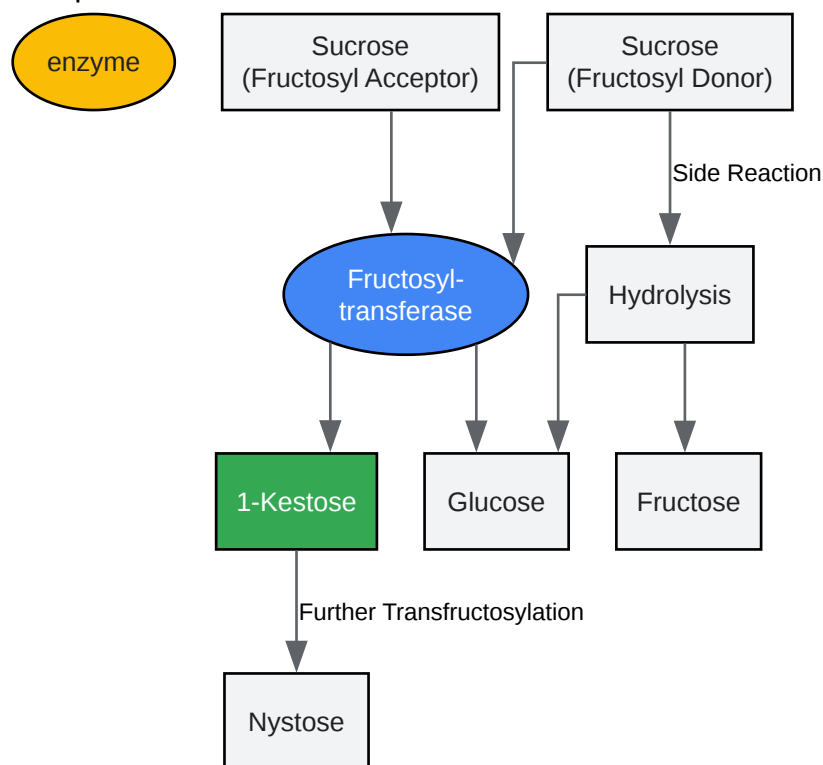 enzyme
Sucrose
(Fructosyl Acceptor)
Sucrose
(Fructosyl Donor)
Side Reaction
Fructosyl-
transferase
Hydrolysis
1-Kestose
Glucose
Fructose
Further Transfructosylation
Nystose